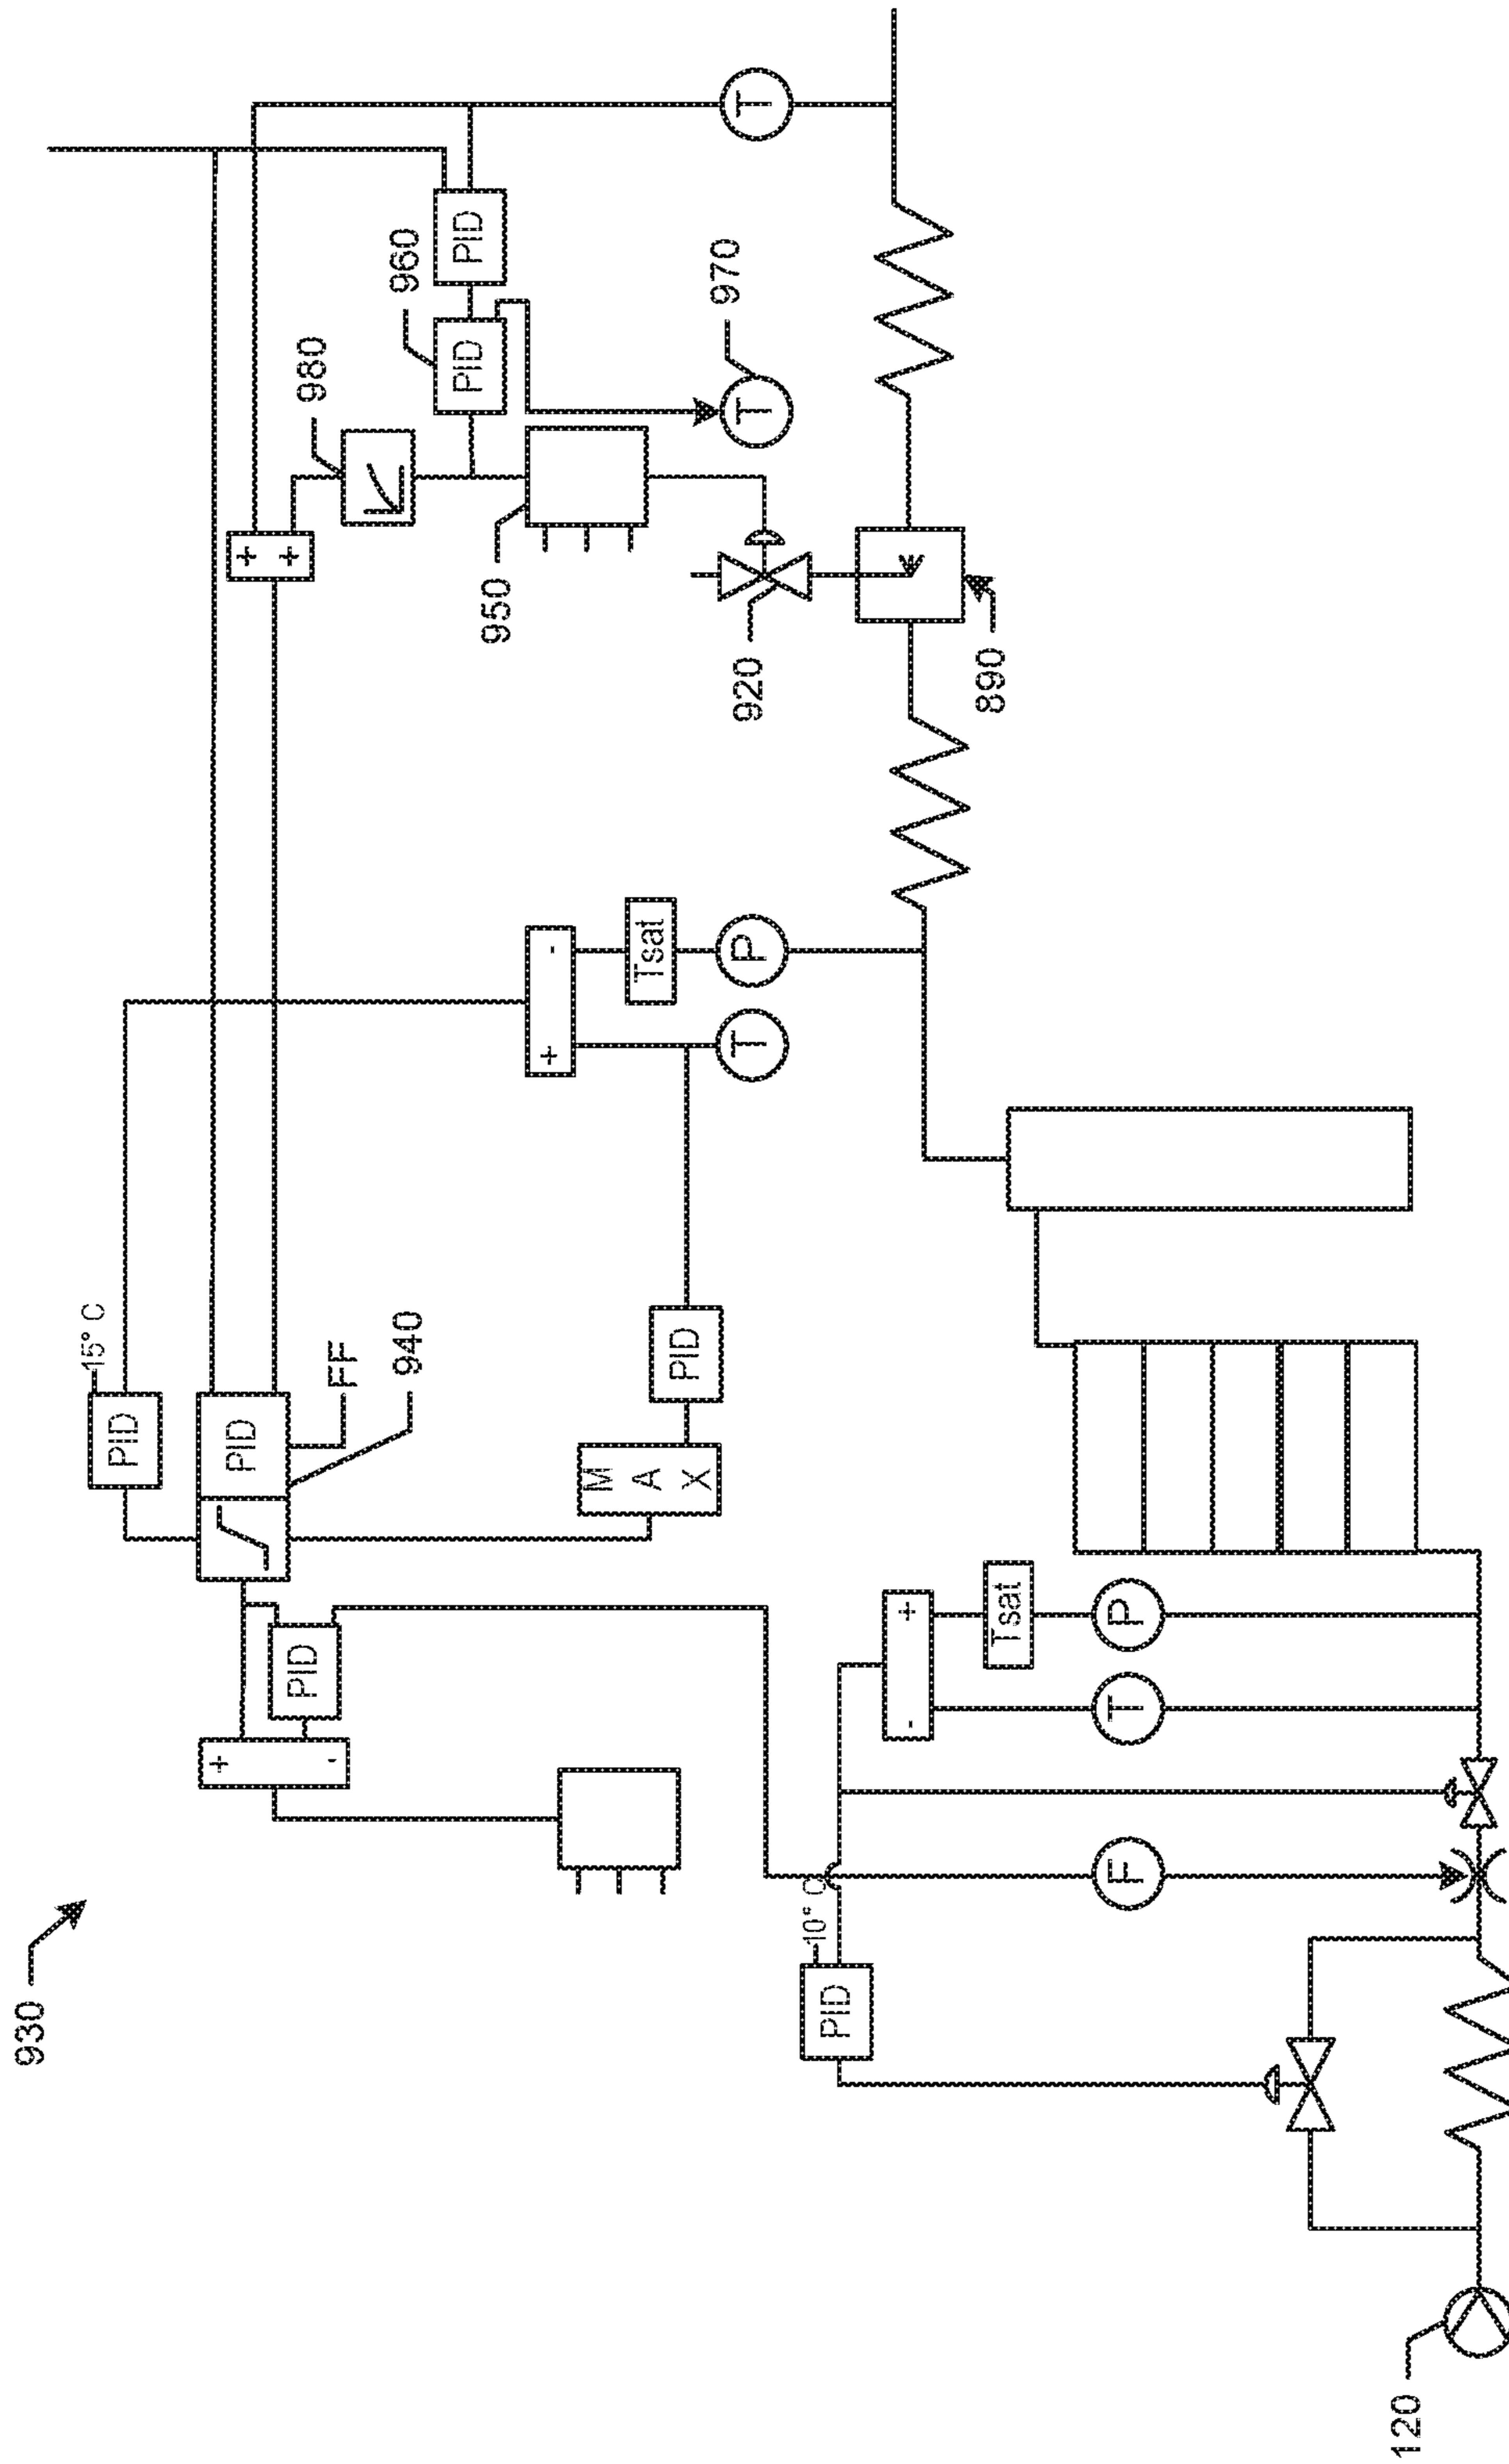 930
15° C
PID
+
PID
+
+
980
PID
-
FF
960
940
PID
PID
950
+ -
M
A
X
Tsat
PID
970
920
T
P
T
T
10° C
PID
- +
890
Tsat
F
T
P
120